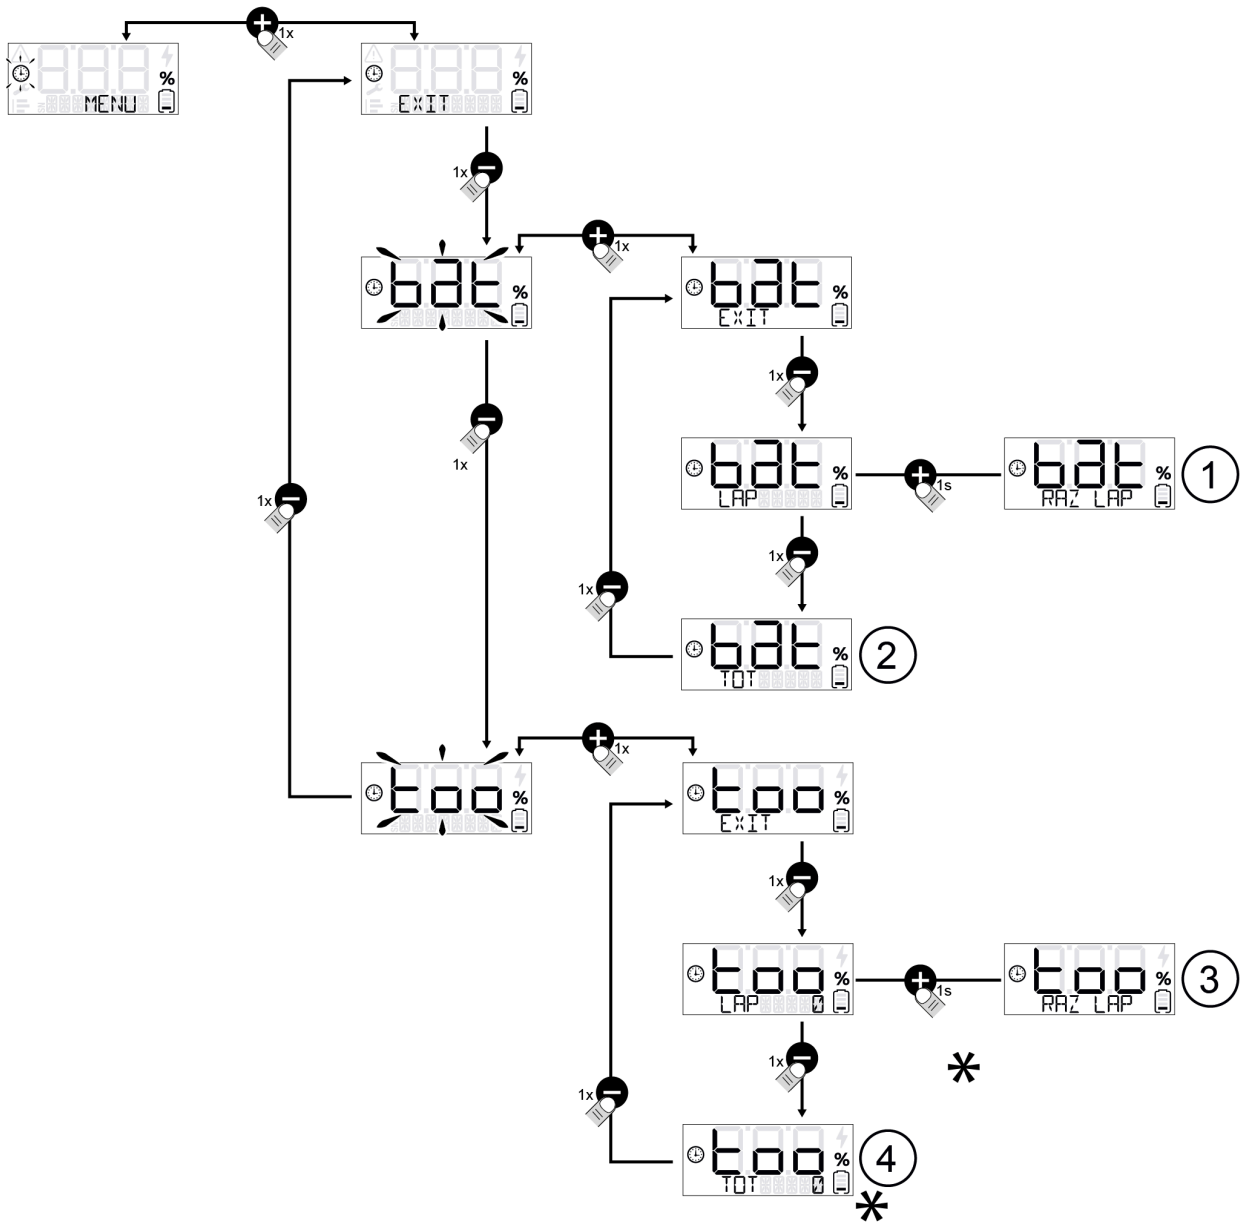 1x
%
MENU
%
EXIT
1x
1x
bat
%
bat
%
EXIT
1x
1x
1x
bat
%
LAP
1s
bat
%
RAZ LAP
1
1x
1x
1x
bat
%
TOT
2
1x
too
%
too
%
EXIT
1x
too
%
LAP 0
1s
too
%
RAZ LAP
3
*
1x
1x
too
%
TOT 0
4
*